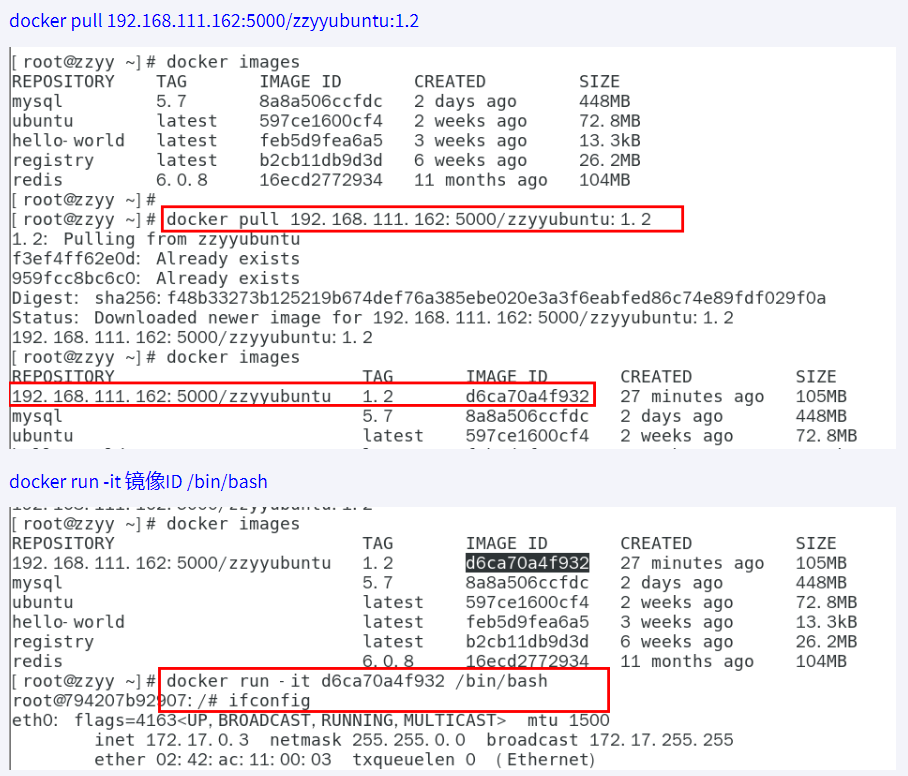 docker pull 192.168.111.162:5000/zzyyubuntu:1.2
[root@zzyy ~]# docker images
REPOSITORY TAG IMAGE ID CREATED SIZE
mysql 5.7 8a8a506ccfdc 2 days ago 448MB
ubuntu latest 597ce1600cf4 2 weeks ago 72.8MB
hello-world latest feb5d9fea6a5 3 weeks ago 13.3kB
registry latest b2cb11db9d3d 6 weeks ago 26.2MB
redis 6.0.8 16ecd2772934 11 months ago 104MB
[root@zzyy ~]#
[root@zzyy ~]# docker pull 192.168.111.162:5000/zzyyubuntu:1.2
1.2: Pulling from zzyyubuntu
f3ef4ff62e0d: Already exists
959fcc8bc6c0: Already exists
Digest: sha256:f48b33273b125219b674def76a385ebe020e3a3f6eabfed86c74e89fdf029f0a
Status: Downloaded newer image for 192.168.111.162:5000/zzyyubuntu:1.2
192.168.111.162:5000/zzyyubuntu:1.2
[root@zzyy ~]# docker images
REPOSITORY TAG IMAGE ID CREATED SIZE
192.168.111.162:5000/zzyyubuntu 1.2 d6ca70a4f932 27 minutes ago 105MB
mysql 5.7 8a8a506ccfdc 2 days ago 448MB
ubuntu latest 597ce1600cf4 2 weeks ago 72.8MB
docker run -it 镜像ID /bin/bash
192.168.111.162:5000/zzyyubuntu:1.2
[root@zzyy ~]# docker images
REPOSITORY TAG IMAGE ID CREATED SIZE
192.168.111.162:5000/zzyyubuntu 1.2 d6ca70a4f932 27 minutes ago 105MB
mysql 5.7 8a8a506ccfdc 2 days ago 448MB
ubuntu latest 597ce1600cf4 2 weeks ago 72.8MB
hello-world latest feb5d9fea6a5 3 weeks ago 13.3kB
registry latest b2cb11db9d3d 6 weeks ago 26.2MB
redis 6.0.8 16ecd2772934 11 months ago 104MB
[root@zzyy ~]# docker run -it d6ca70a4f932 /bin/bash
root@794207b92907:/# ifconfig
eth0: flags=4163<UP,BROADCAST,RUNNING,MULTICAST> mtu 1500
inet 172.17.0.3 netmask 255.255.0.0 broadcast 172.17.255.255
ether 02:42:ac:11:00:03 txqueuelen 0 (Ethernet)